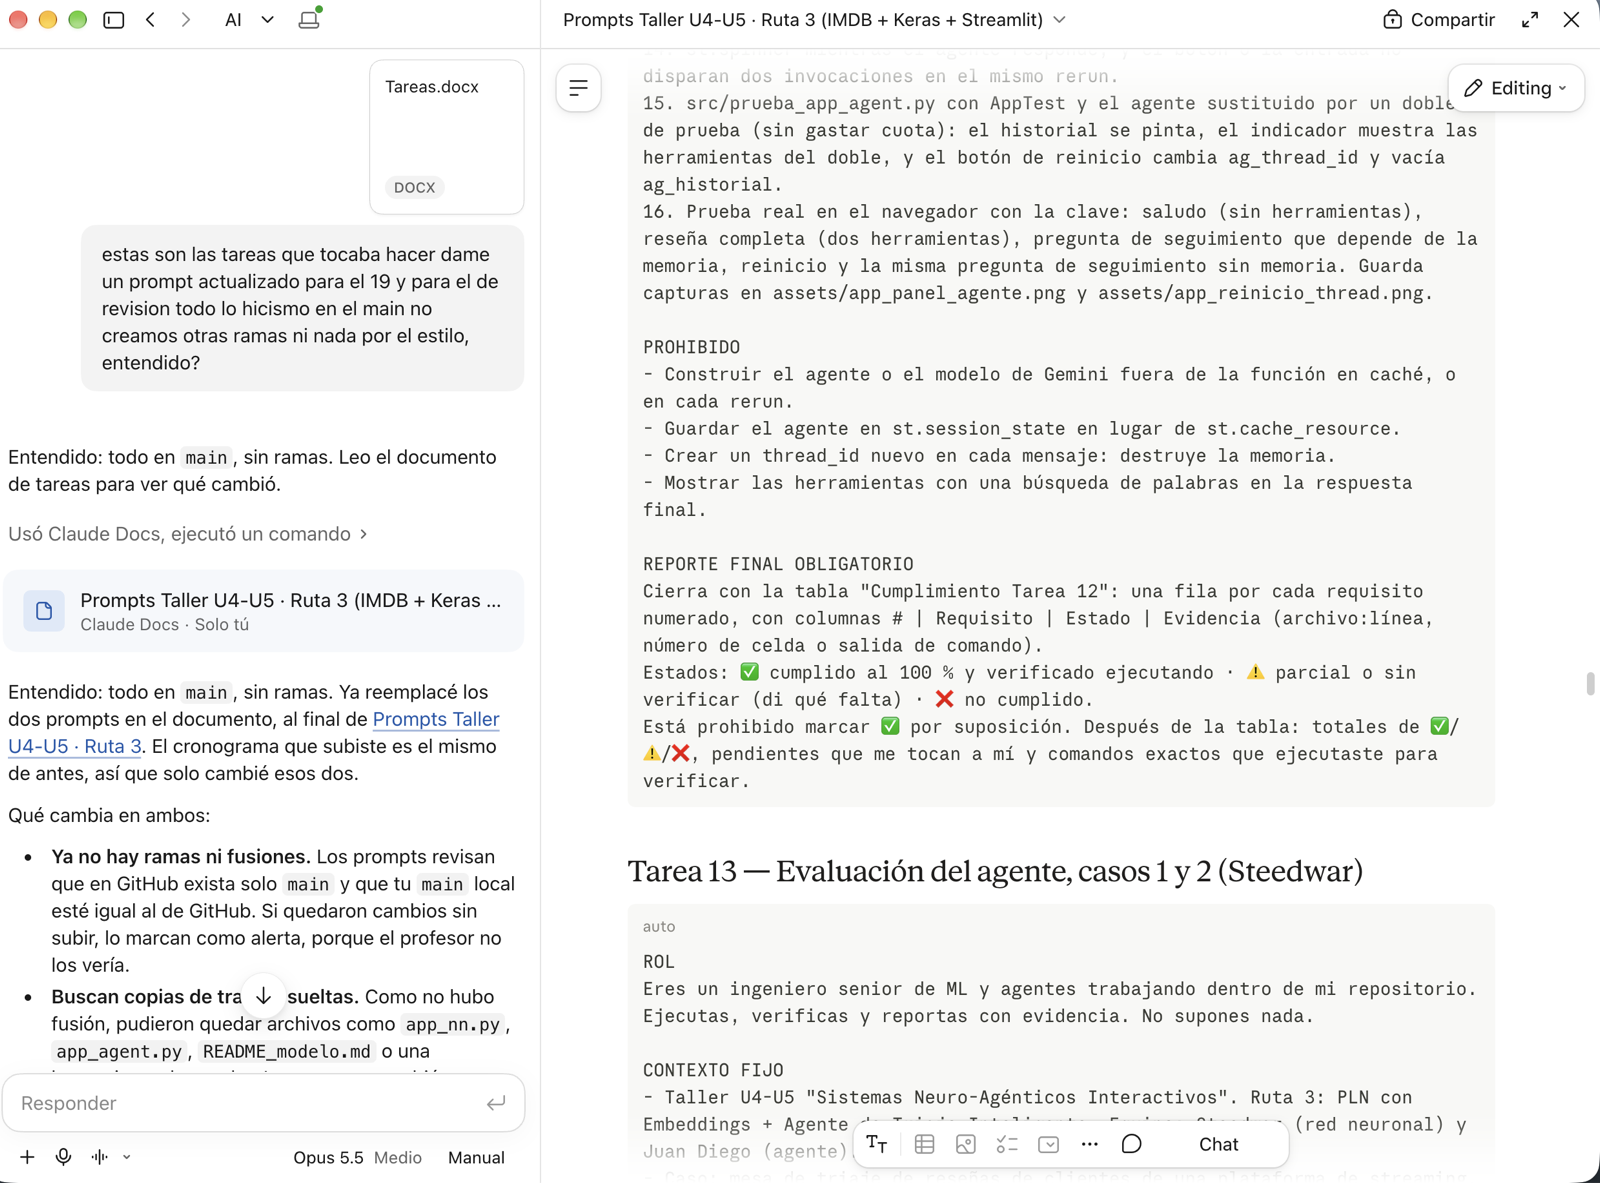 AI
Prompts Taller U4-U5 · Ruta 3 (IMDB + Keras + Streamlit)
Compartir
Tareas.docx
DOCX
estas son las tareas que tocaba hacer dame
un prompt actualizado para el 19 y para el de
revision todo lo hicismo en el main no
creamos otras ramas ni nada por el estilo,
entendido?
Entendido: todo en main, sin ramas. Leo el documento
de tareas para ver qué cambió.
Usó Claude Docs, ejecutó un comando
Prompts Taller U4-U5 · Ruta 3 (IMDB + Keras ...
Claude Docs · Solo tú
Entendido: todo en main, sin ramas. Ya reemplacé los
dos prompts en el documento, al final de Prompts Taller
U4-U5 · Ruta 3. El cronograma que subiste es el mismo
de antes, así que solo cambié esos dos.
Qué cambia en ambos:
• Ya no hay ramas ni fusiones. Los prompts revisan
que en GitHub exista solo main y que tu main local
esté igual al de GitHub. Si quedaron cambios sin
subir, lo marcan como alerta, porque el profesor no
los vería.
• Buscan copias de tra sueltas. Como no hubo
fusión, pudieron quedar archivos como app_nn.py,
app_agent.py, README_modelo.md o una
Responder
Opus 5.5 Medio Manual
Editing
disparan dos invocaciones en el mismo rerun.
15. src/prueba_app_agent.py con AppTest y el agente sustituido por un doble
de prueba (sin gastar cuota): el historial se pinta, el indicador muestra las
herramientas del doble, y el botón de reinicio cambia ag_thread_id y vacía
ag_historial.
16. Prueba real en el navegador con la clave: saludo (sin herramientas),
reseña completa (dos herramientas), pregunta de seguimiento que depende de la
memoria, reinicio y la misma pregunta de seguimiento sin memoria. Guarda
capturas en assets/app_panel_agente.png y assets/app_reinicio_thread.png.
PROHIBIDO
- Construir el agente o el modelo de Gemini fuera de la función en caché, o
en cada rerun.
- Guardar el agente en st.session_state en lugar de st.cache_resource.
- Crear un thread_id nuevo en cada mensaje: destruye la memoria.
- Mostrar las herramientas con una búsqueda de palabras en la respuesta
final.
REPORTE FINAL OBLIGATORIO
Cierra con la tabla "Cumplimiento Tarea 12": una fila por cada requisito
numerado, con columnas # | Requisito | Estado | Evidencia (archivo:línea,
número de celda o salida de comando).
Estados: ✅ cumplido al 100 % y verificado ejecutando · ⚠️ parcial o sin
verificar (di qué falta) · ❌ no cumplido.
Está prohibido marcar ✅ por suposición. Después de la tabla: totales de ✅/
⚠️/❌, pendientes que me tocan a mí y comandos exactos que ejecutaste para
verificar.
Tarea 13 — Evaluación del agente, casos 1 y 2 (Steedwar)
auto
ROL
Eres un ingeniero senior de ML y agentes trabajando dentro de mi repositorio.
Ejecutas, verificas y reportas con evidencia. No supones nada.
CONTEXTO FIJO
- Taller U4-U5 "Sistemas Neuro-Agénticos Interactivos". Ruta 3: PLN con
Embeddings + Agente (red neuronal) y
Juan Diego (agente)
Chat